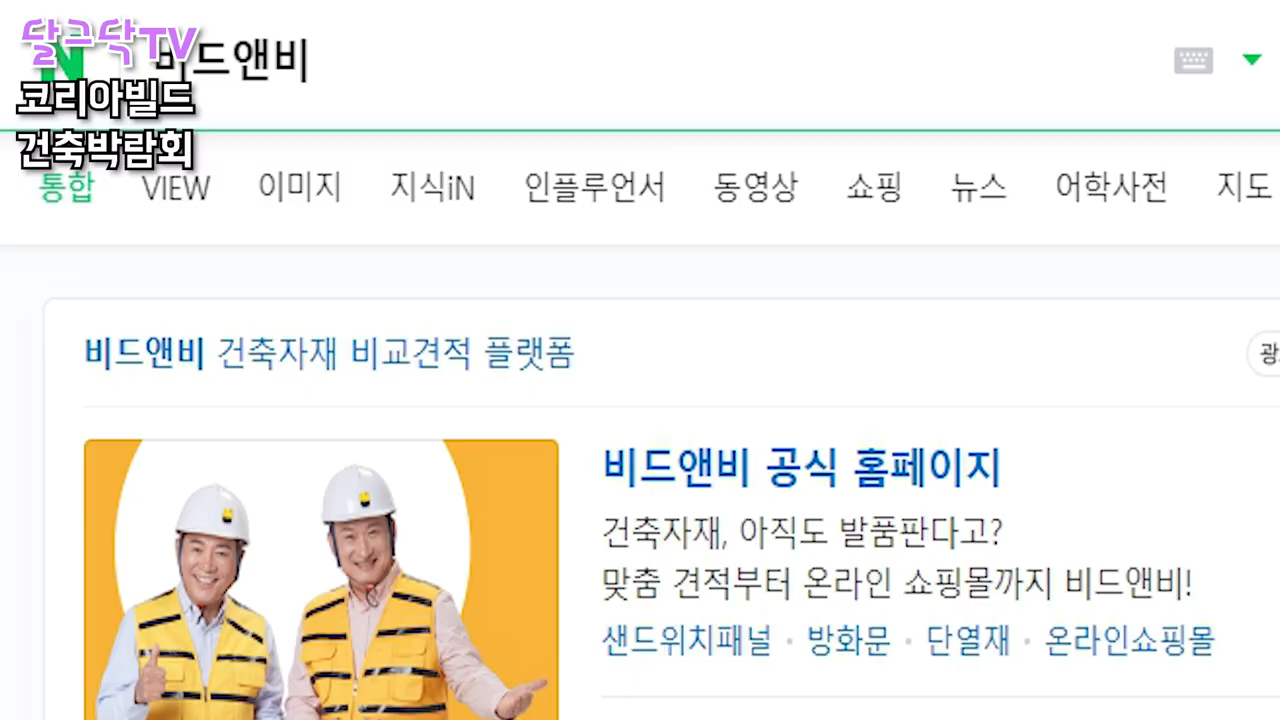 달그닥TV
코리아빌드
건축박람회
비드앤비
통합 VIEW 이미지 지식iN 인플루언서 동영상 쇼핑 뉴스 어학사전 지도
비드앤비 건축자재 비교견적 플랫폼
비드앤비 공식 홈페이지
건축자재, 아직도 발품판다고?
맞춤 견적부터 온라인 쇼핑몰까지 비드앤비!
샌드위치패널 · 방화문 · 단열재 · 온라인쇼핑몰